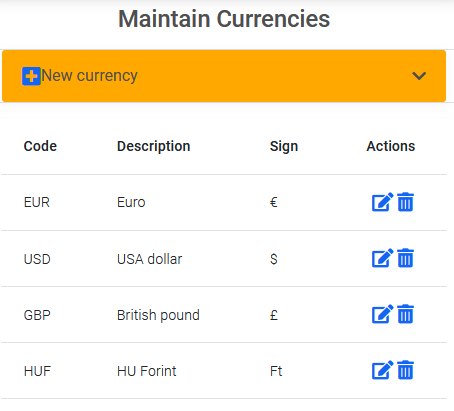 Maintain Currencies
New currency
Code Description Sign Actions
EUR Euro €
USD USA dollar $
GBP British pound £
HUF HU Forint Ft